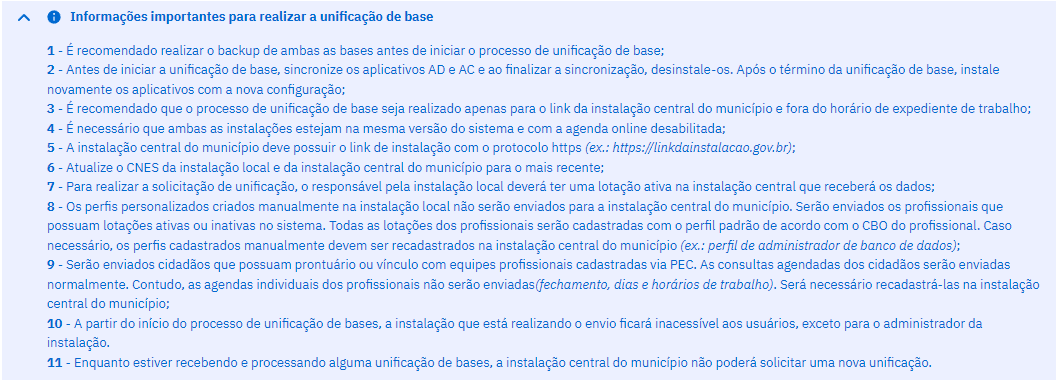 Informações importantes para realizar a unificação de base
1 - É recomendado realizar o backup de ambas as bases antes de iniciar o processo de unificação de base;
2 - Antes de iniciar a unificação de base, sincronize os aplicativos AD e AC e ao finalizar a sincronização, desinstale-os. Após o término da unificação de base, instale
novamente os aplicativos com a nova configuração;
3 - É recomendado que o processo de unificação de base seja realizado apenas para o link da instalação central do município e fora do horário de expediente de trabalho;
4 - É necessário que ambas as instalações estejam na mesma versão do sistema e com a agenda online desabilitada;
5 - A instalação central do município deve possuir o link de instalação com o protocolo https (ex.: https://linkdainstalacao.gov.br);
6 - Atualize o CNES da instalação local e da instalação central do município para o mais recente;
7 - Para realizar a solicitação de unificação, o responsável pela instalação local deverá ter uma lotação ativa na instalação central que receberá os dados;
8 - Os perfis personalizados criados manualmente na instalação local não serão enviados para a instalação central do município. Serão enviados os profissionais que
possuam lotações ativas ou inativas no sistema. Todas as lotações dos profissionais serão cadastradas com o perfil padrão de acordo com o CBO do profissional. Caso
necessário, os perfis cadastrados manualmente devem ser recadastrados na instalação central do município (ex.: perfil de administrador de banco de dados);
9 - Serão enviados cidadãos que possuam prontuário ou vínculo com equipes profissionais cadastradas via PEC. As consultas agendadas dos cidadãos serão enviadas
normalmente. Contudo, as agendas individuais dos profissionais não serão enviadas(fechamento, dias e horários de trabalho). Será necessário recadastrá-las na instalação
central do município;
10 - A partir do início do processo de unificação de bases, a instalação que está realizando o envio ficará inacessível aos usuários, exceto para o administrador da
instalação.
11 - Enquanto estiver recebendo e processando alguma unificação de bases, a instalação central do município não poderá solicitar uma nova unificação.